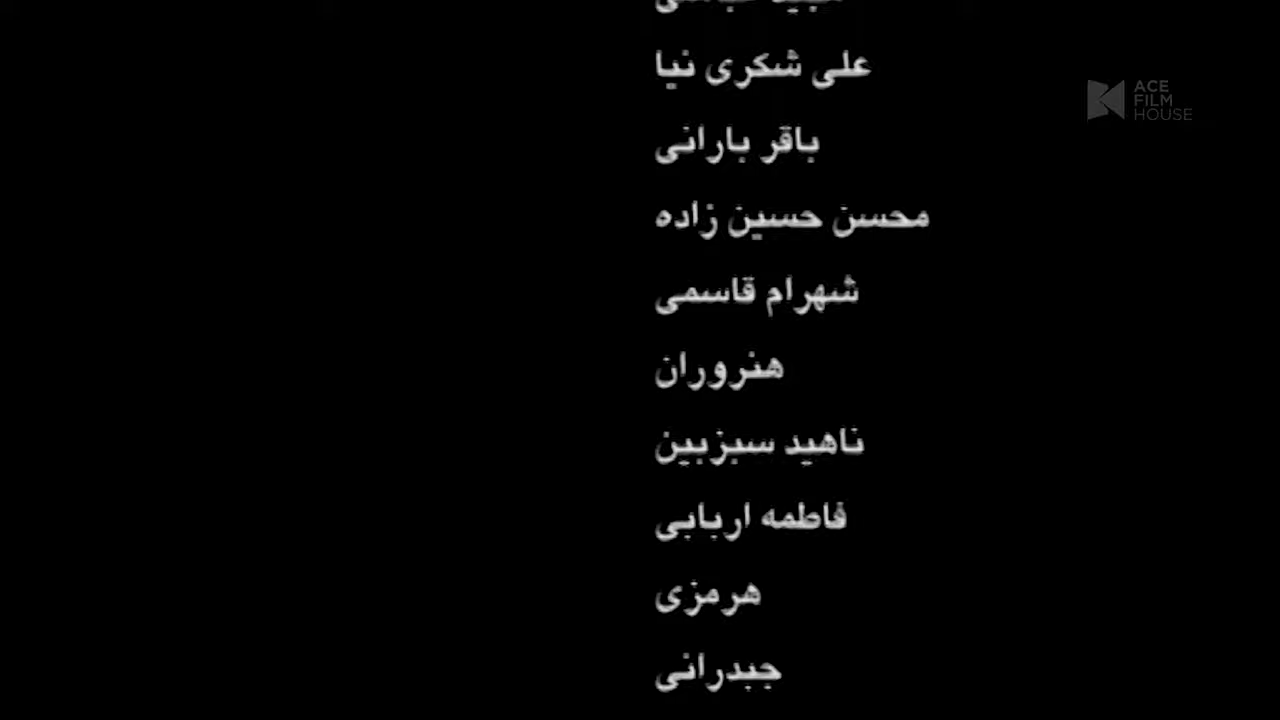 علی شکری نیا
ACE
FILM
HOUSE
باقر بارانی
محسن حسین زاده
شهرام قاسمی
هنروران
ناهید سبزبین
فاطمه اربابی
هرمزی
جبدرانی